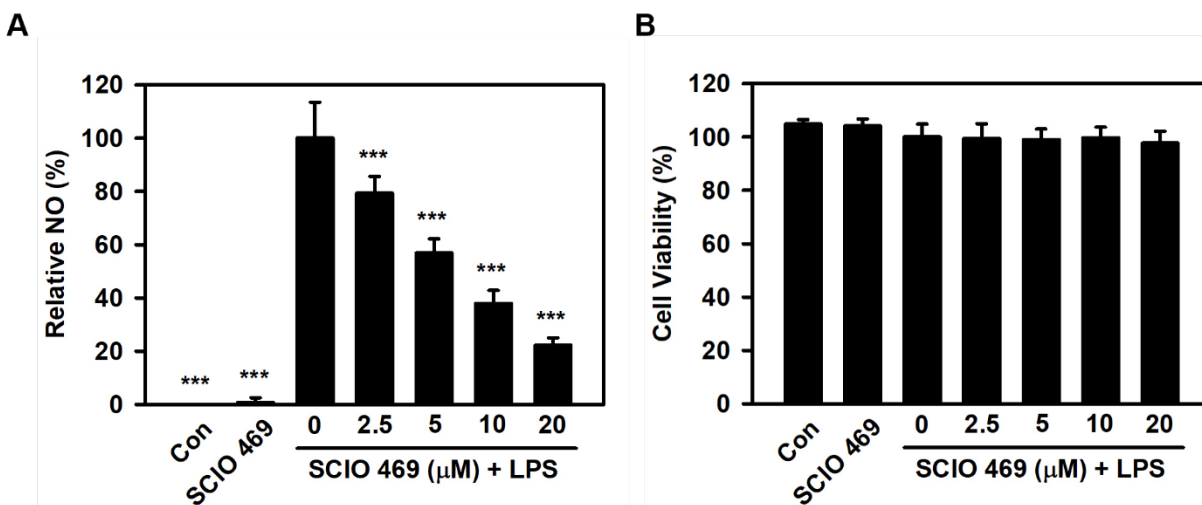 A
Relative NO (%)
120
100
80
60
40
20
0
***
***
***
***
***
***
Con
SCIO 469
0 2.5 5 10 20
SCIO 469 (μM) + LPS
B
Cell Viability (%)
120
100
80
60
40
20
0
Con
SCIO 469
0 2.5 5 10 20
SCIO 469 (μM) + LPS